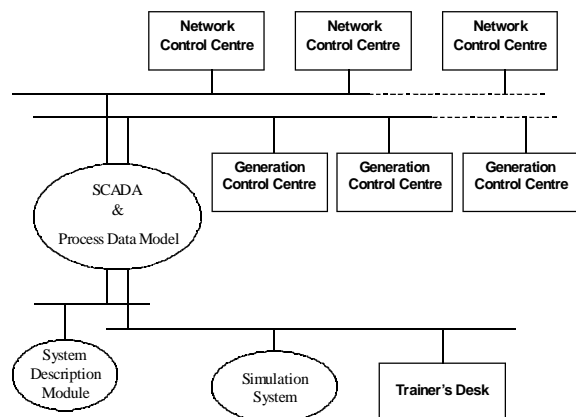 Network
Control Centre
Network
Control Centre
Network
Control Centre
Generation
Control Centre
Generation
Control Centre
Generation
Control Centre
SCADA
&
Process Data Model
System
Description
Module
Simulation
System
Trainer's Desk